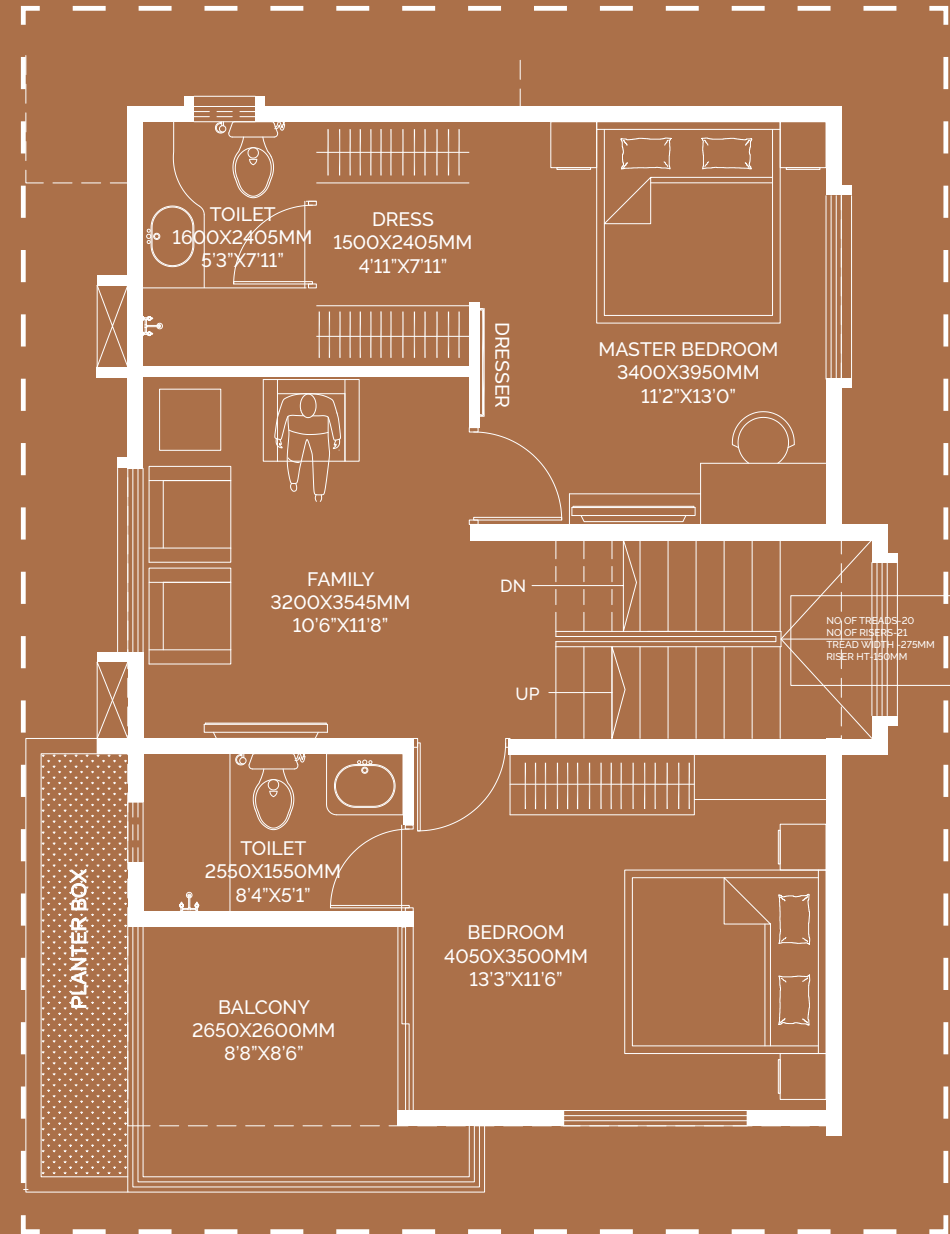 TOILET
1600X2405MM
5'3"X7'11"
DRESS
1500X2405MM
4'11"X7'11"
DRESSER
MASTER BEDROOM
3400X3950MM
11'2"X13'0"
FAMILY
3200X3545MM
10'6"X11'8"
DN
UP
NO OF TREADS-20
NO OF RISERS-21
TREAD WIDTH -275MM
RISER HT-150MM
TOILET
2550X1550MM
8'4"X5'1"
PLANTER BOX
BEDROOM
4050X3500MM
13'3"X11'6"
BALCONY
2650X2600MM
8'8"X8'6"